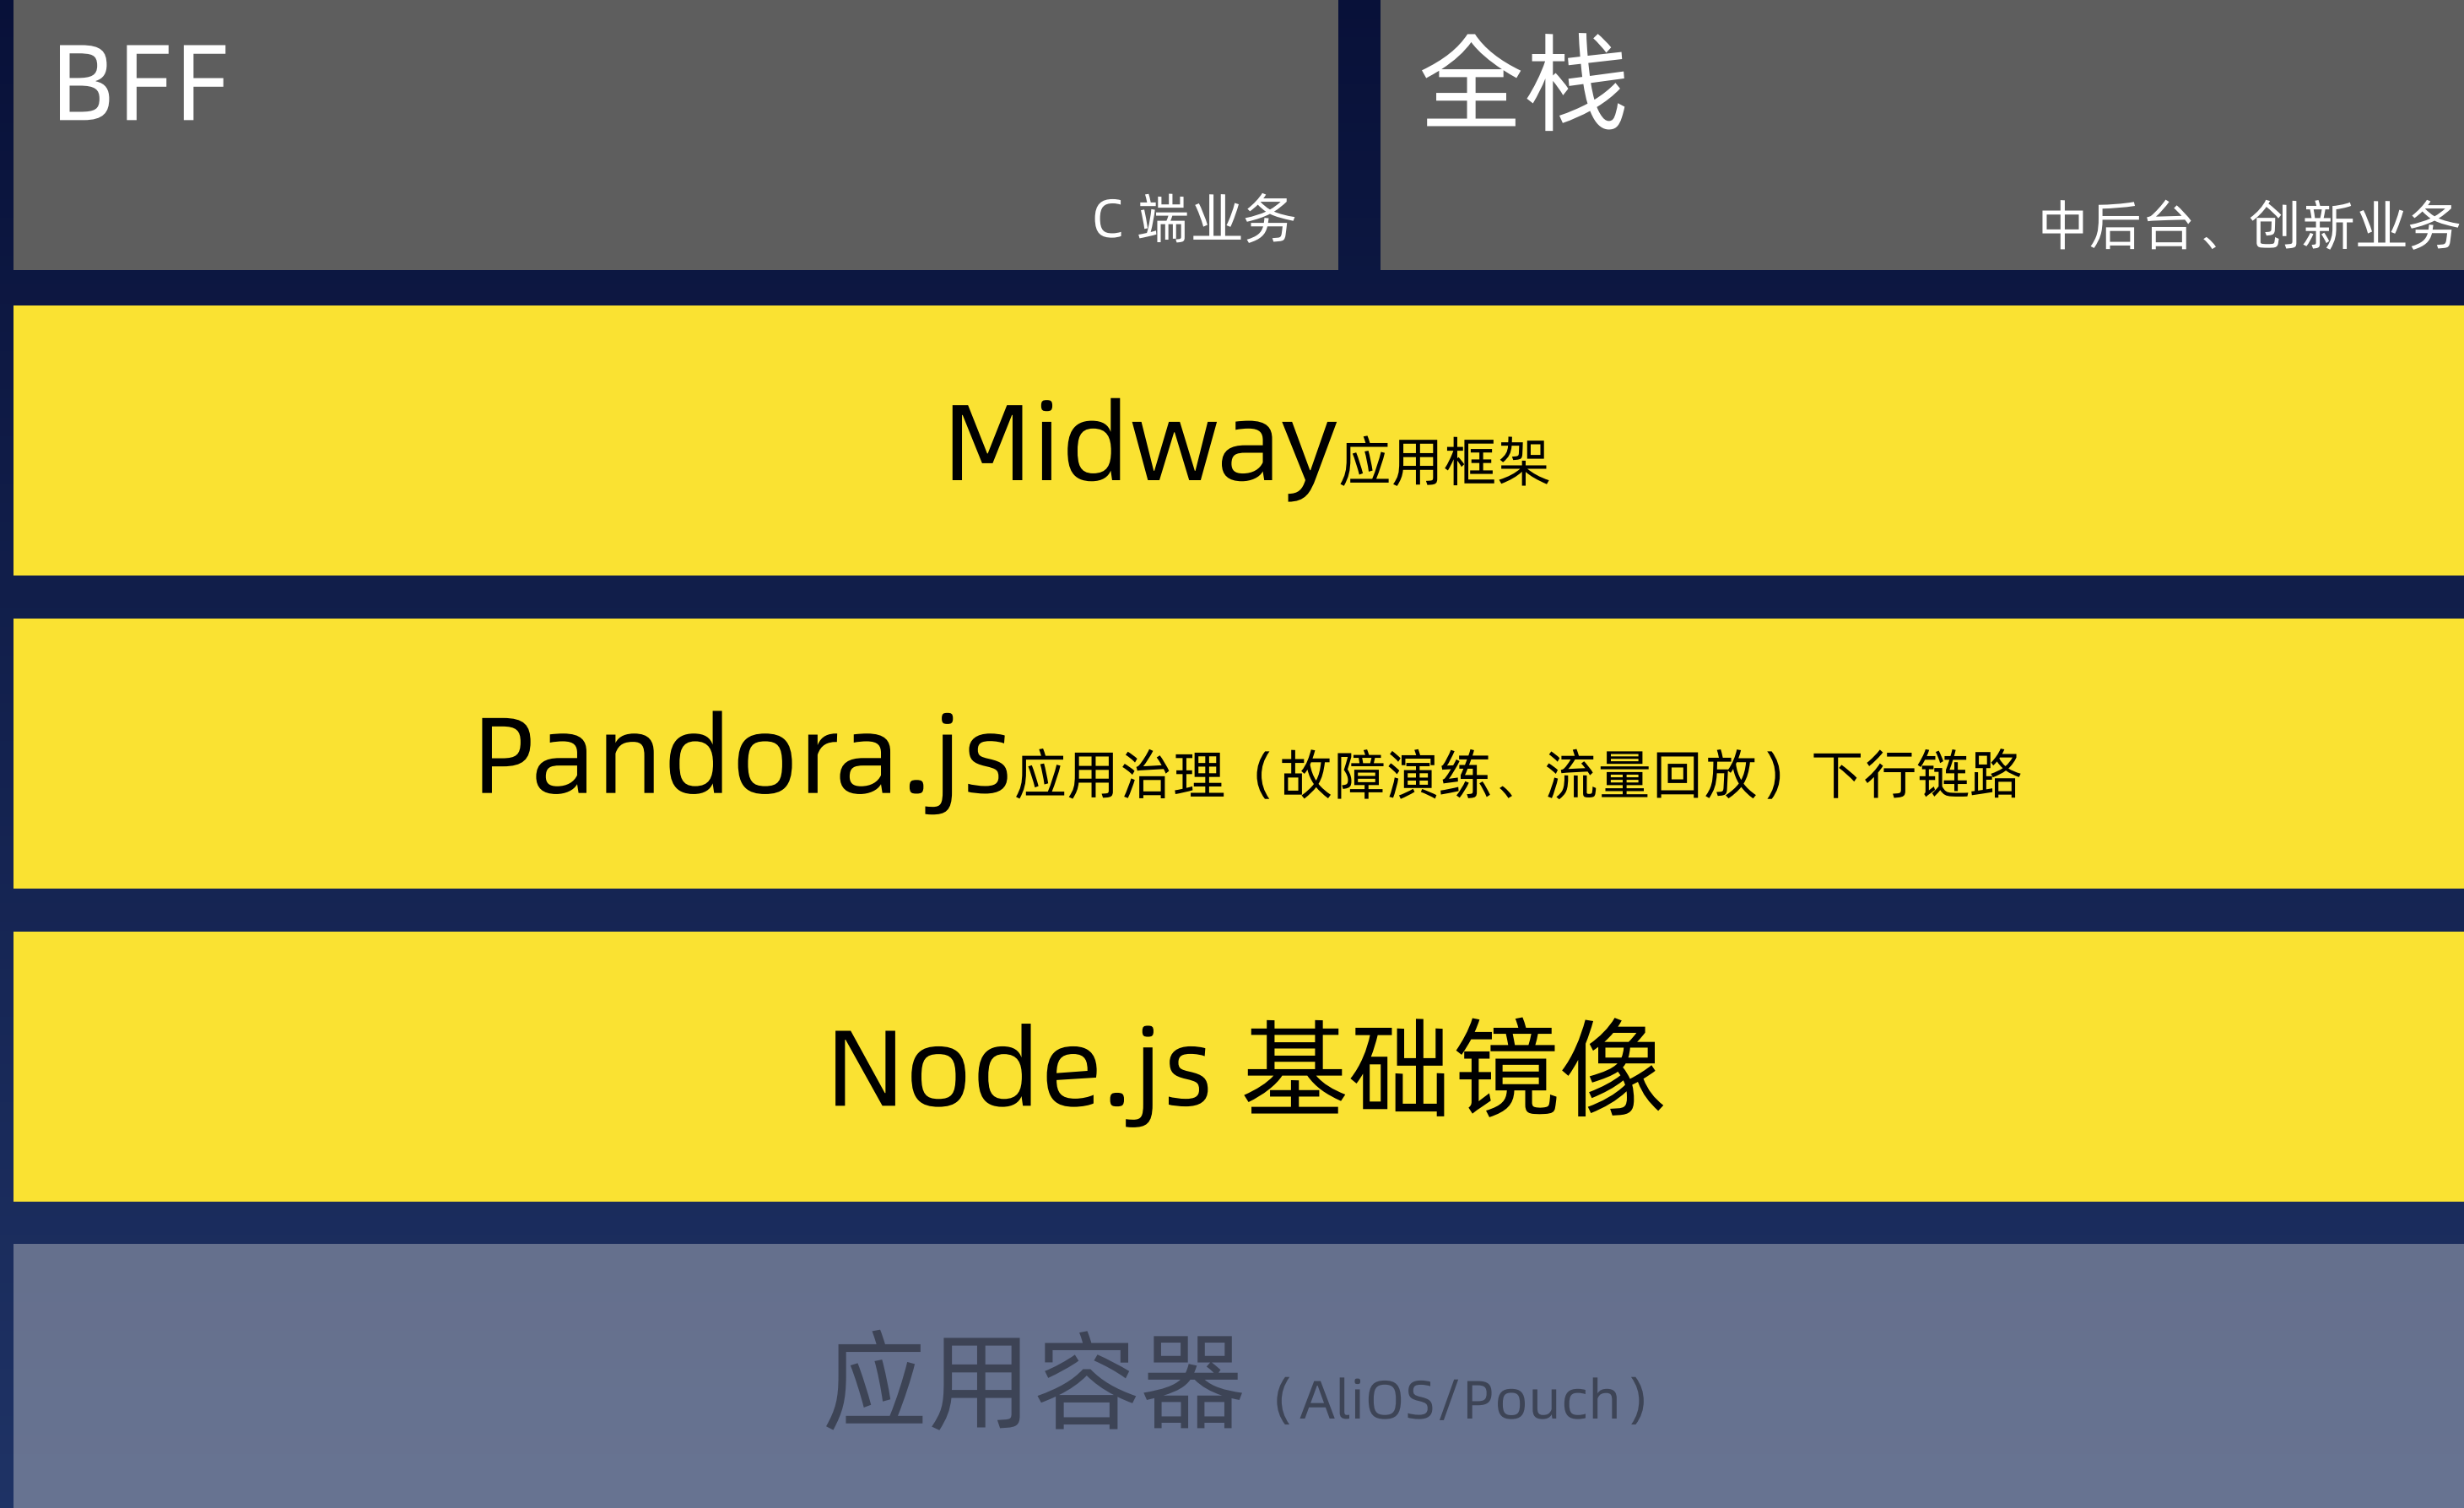 BFF
C 端业务
全栈
中后台、创新业务
Midway应用框架
Pandora.js应用治理（故障演练、流量回放）下行链路
Node.js 基础镜像
应用容器（AliOS/Pouch）